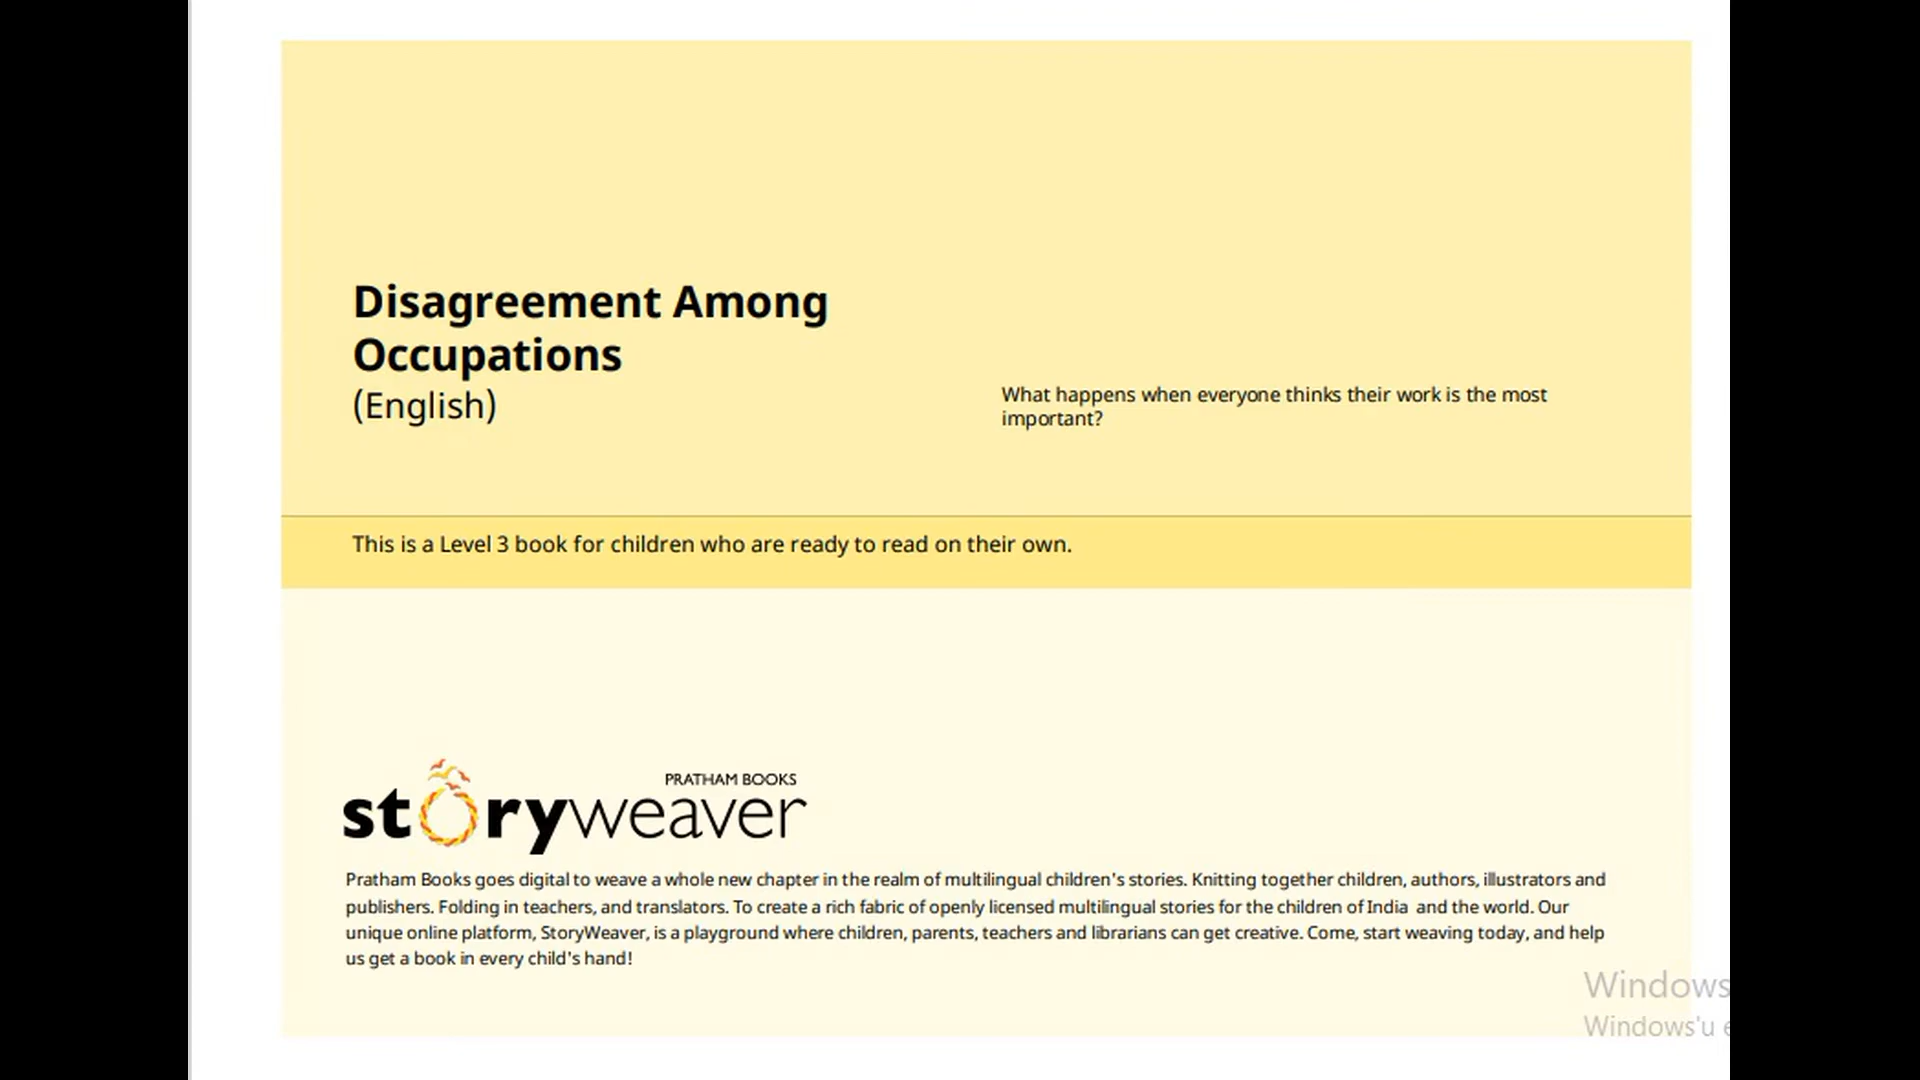 Disagreement Among
Occupations
(English)
What happens when everyone thinks their work is the most
important?
This is a Level 3 book for children who are ready to read on their own.
PRATHAM BOOKS
storyweaver
Pratham Books goes digital to weave a whole new chapter in the realm of multilingual children's stories. Knitting together children, authors, illustrators and
publishers. Folding in teachers, and translators. To create a rich fabric of openly licensed multilingual stories for the children of India and the world. Our
unique online platform, StoryWeaver, is a playground where children, parents, teachers and librarians can get creative. Come, start weaving today, and help
us get a book in every child's hand!
Windows
Windows'u